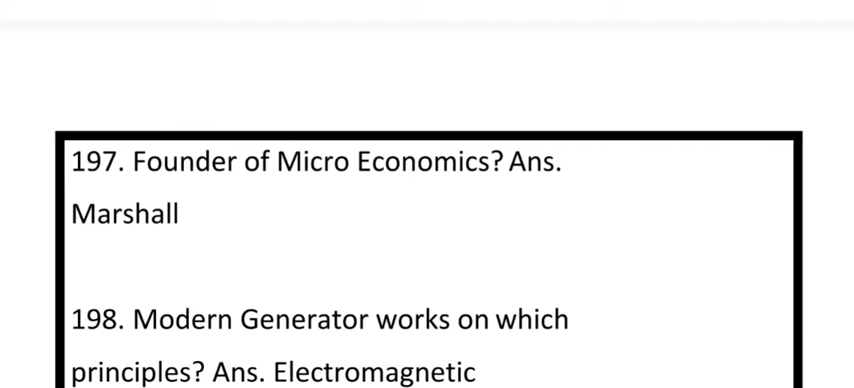 197. Founder of Micro Economics? Ans.
Marshall
198. Modern Generator works on which
principles? Ans. Electromagnetic